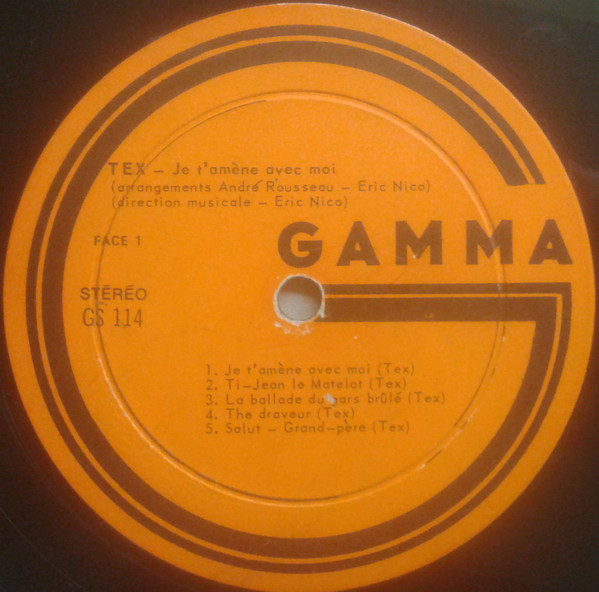 TEX – Je t'amène avec moi
(arrangements André Rousseau – Eric Nico)
(direction musicale – Eric Nico)
FACE 1
GAMMA
STÉRÉO
GS 114
1. Je t'amène avec moi (Tex)
2. Ti-Jean le Matelot (Tex)
3. La ballade du gars brûlé (Tex)
4. The draveur (Tex)
5. Salut – Grand-père (Tex)